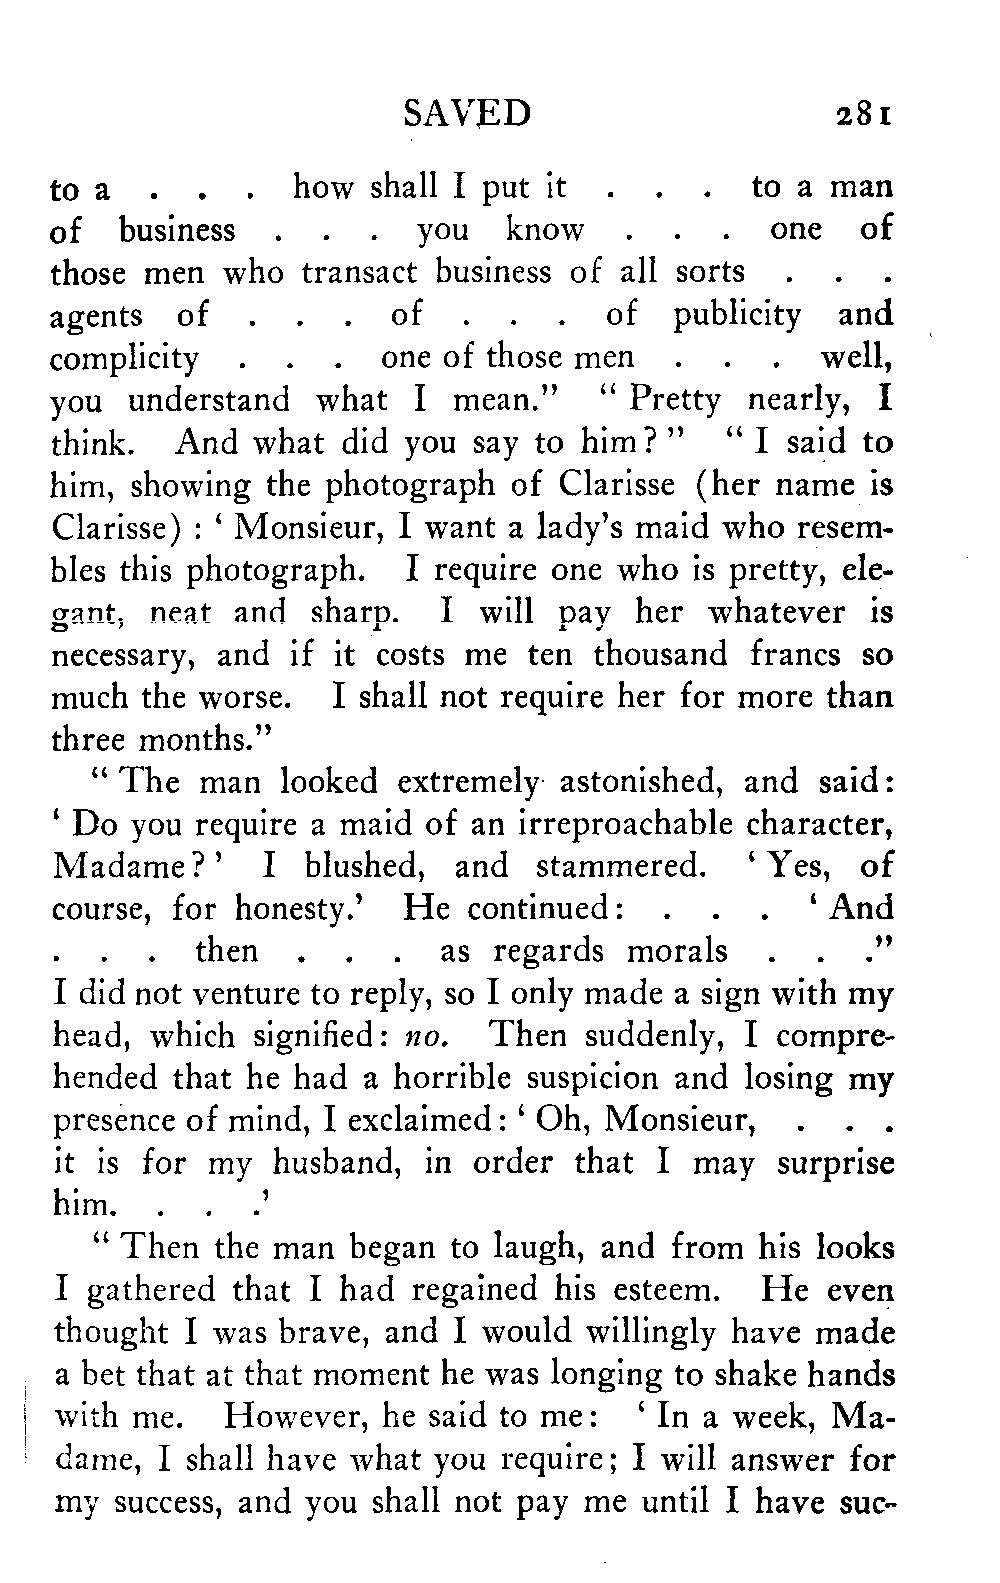 SAVED 281
to a . . . how shall I put it . . . to a man
of business . . . you know . . . one of
those men who transact business of all sorts . . .
agents of . . . of . . . of publicity and
complicity . . . one of those men . . . well,
you understand what I mean." " Pretty nearly, I
think. And what did you say to him? " " I said to
him, showing the photograph of Clarisse (her name is
Clarisse) : ' Monsieur, I want a lady's maid who resem-
bles this photograph. I require one who is pretty, ele-
gant, neat and sharp. I will pay her whatever is
necessary, and if it costs me ten thousand francs so
much the worse. I shall not require her for more than
three months."
" The man looked extremely astonished, and said:
' Do you require a maid of an irreproachable character,
Madame? ' I blushed, and stammered. ' Yes, of
course, for honesty.' He continued: . . . ' And
. . . then . . . as regards morals . . ."
I did not venture to reply, so I only made a sign with my
head, which signified: no. Then suddenly, I compre-
hended that he had a horrible suspicion and losing my
presence of mind, I exclaimed: ' Oh, Monsieur, . . .
it is for my husband, in order that I may surprise
him. . . .'
" Then the man began to laugh, and from his looks
I gathered that I had regained his esteem. He even
thought I was brave, and I would willingly have made
a bet that at that moment he was longing to shake hands
with me. However, he said to me: ' In a week, Ma-
dame, I shall have what you require; I will answer for
my success, and you shall not pay me until I have suc-